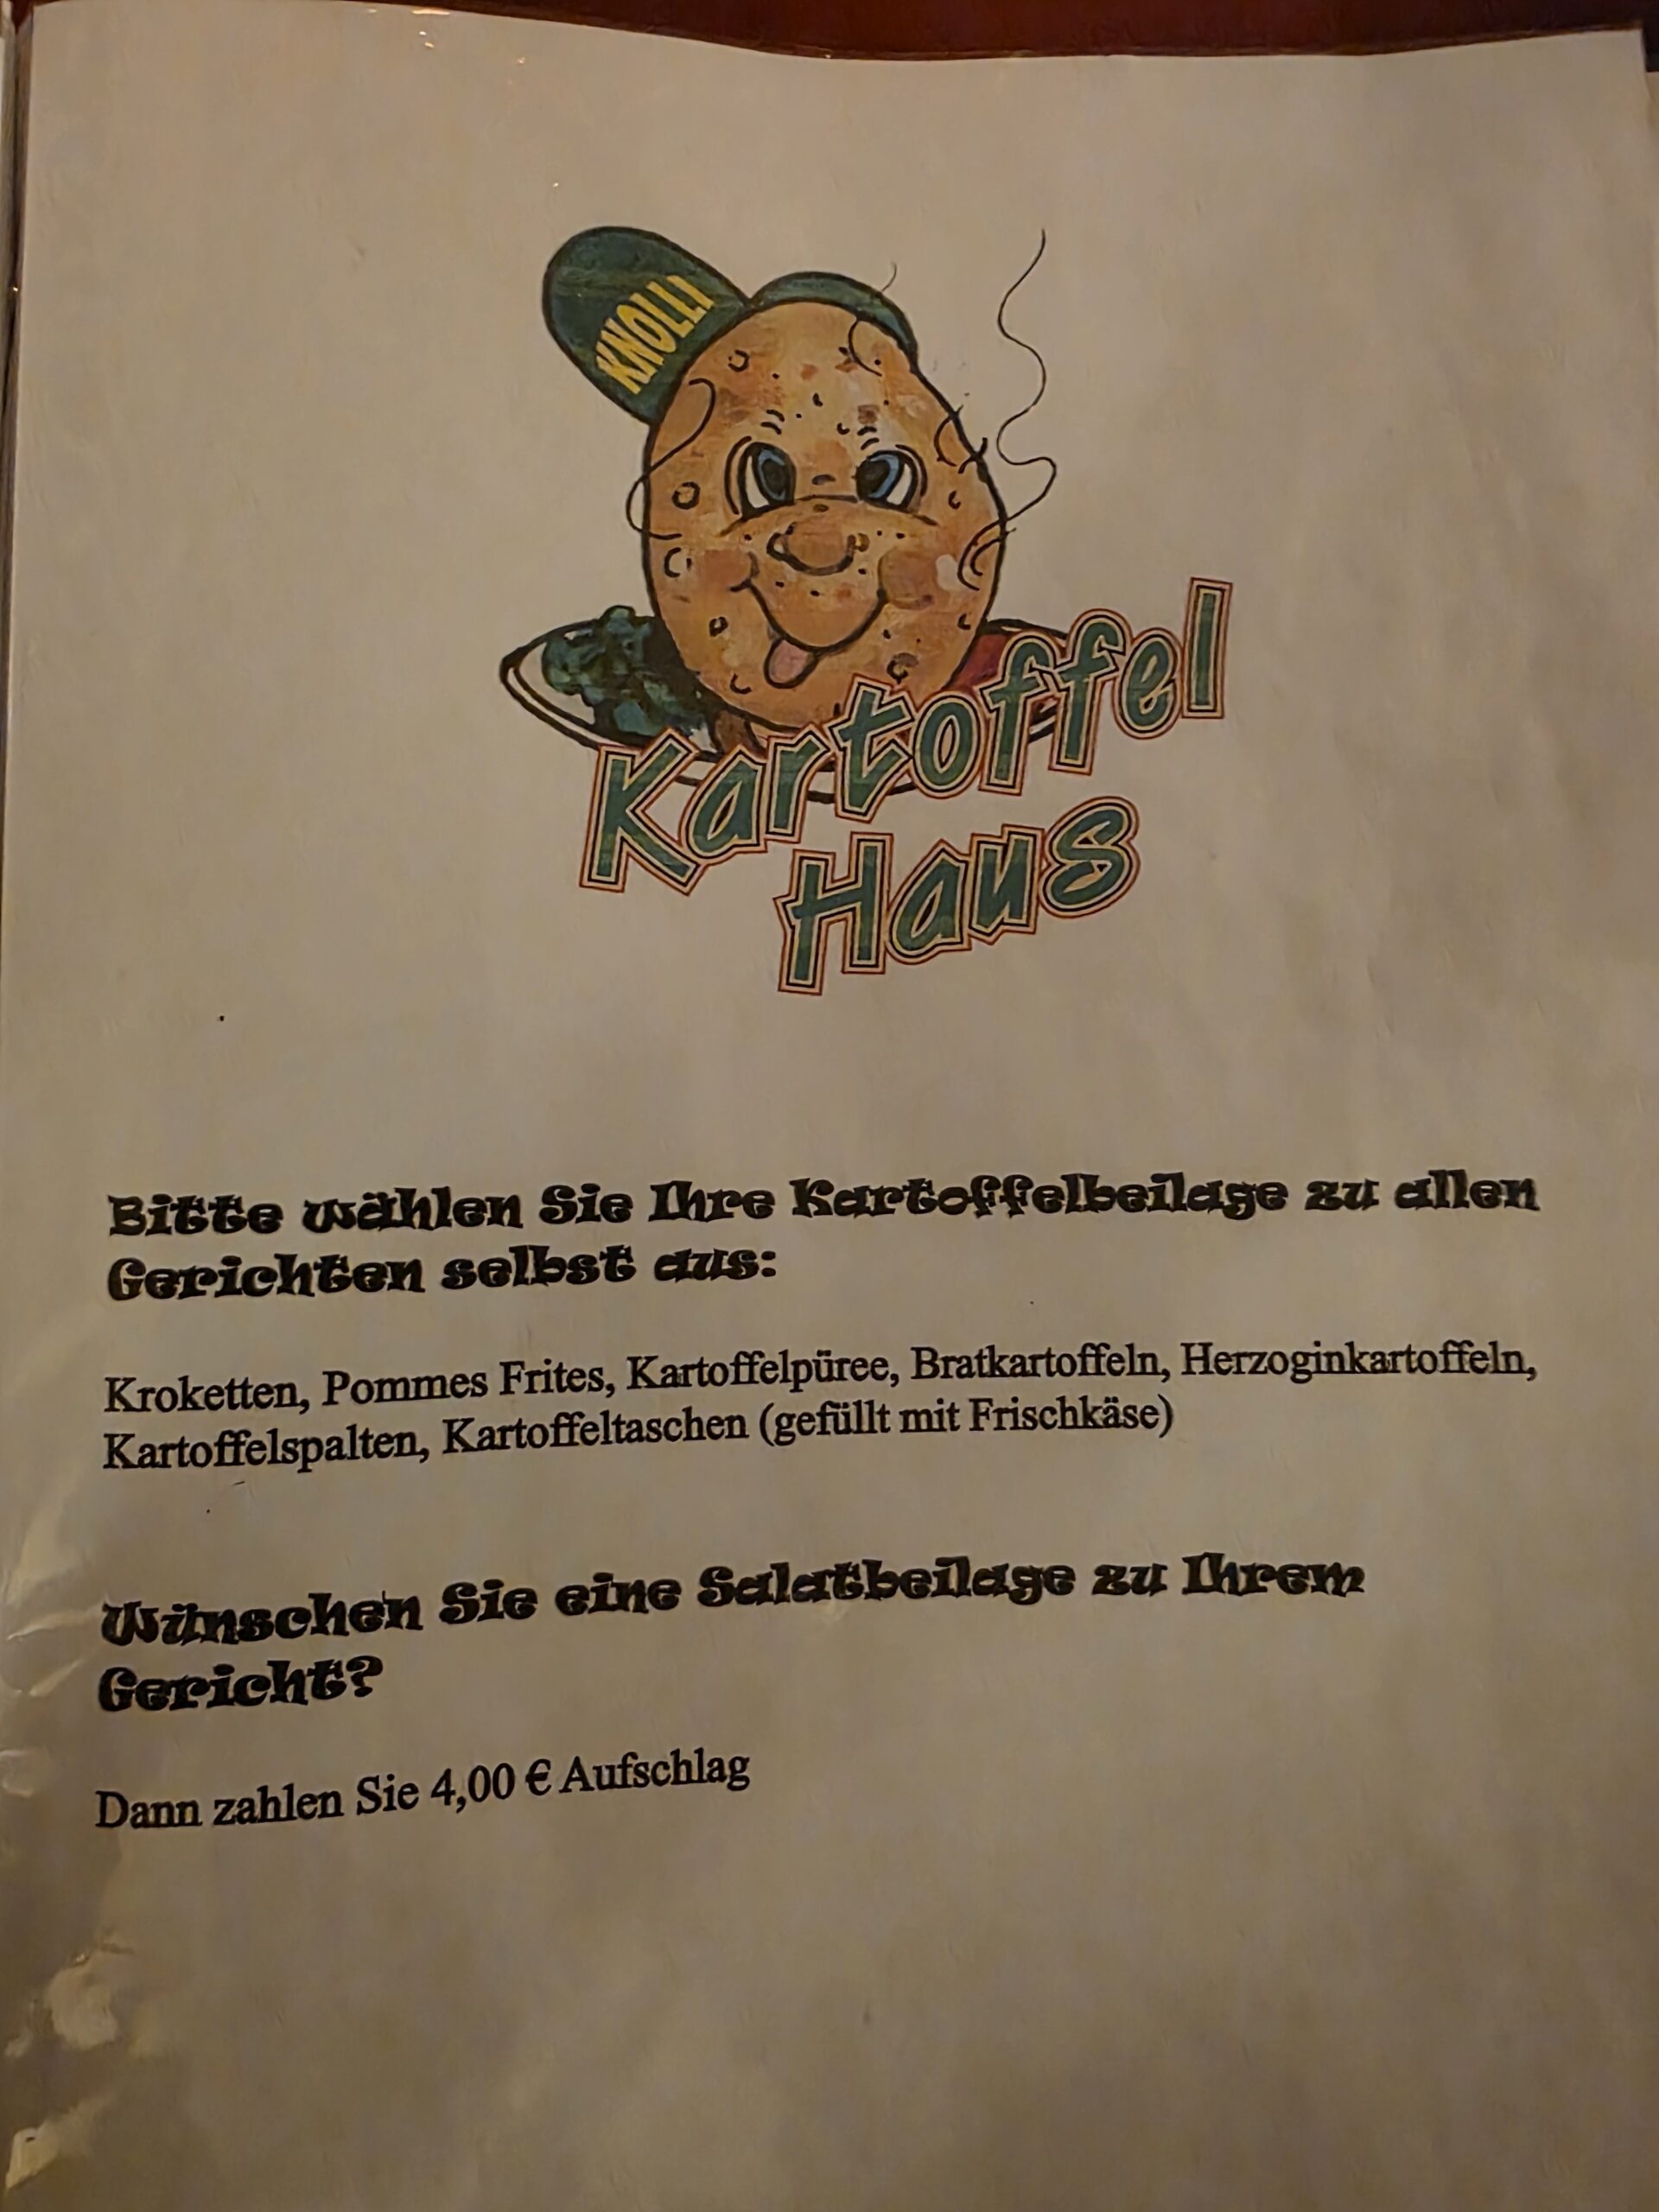 KNOLLI
Kartoffel
Haus
Bitte wählen Sie Ihre Kartoffelbeilage zu allen
Gerichten selbst aus:
Kroketten, Pommes Frites, Kartoffelpüree, Bratkartoffeln, Herzoginkartoffeln,
Kartoffelspalten, Kartoffeltaschen (gefüllt mit Frischkäse)
Wünschen Sie eine Salatbeilage zu Ihrem
Gericht?
Dann zahlen Sie 4,00 € Aufschlag